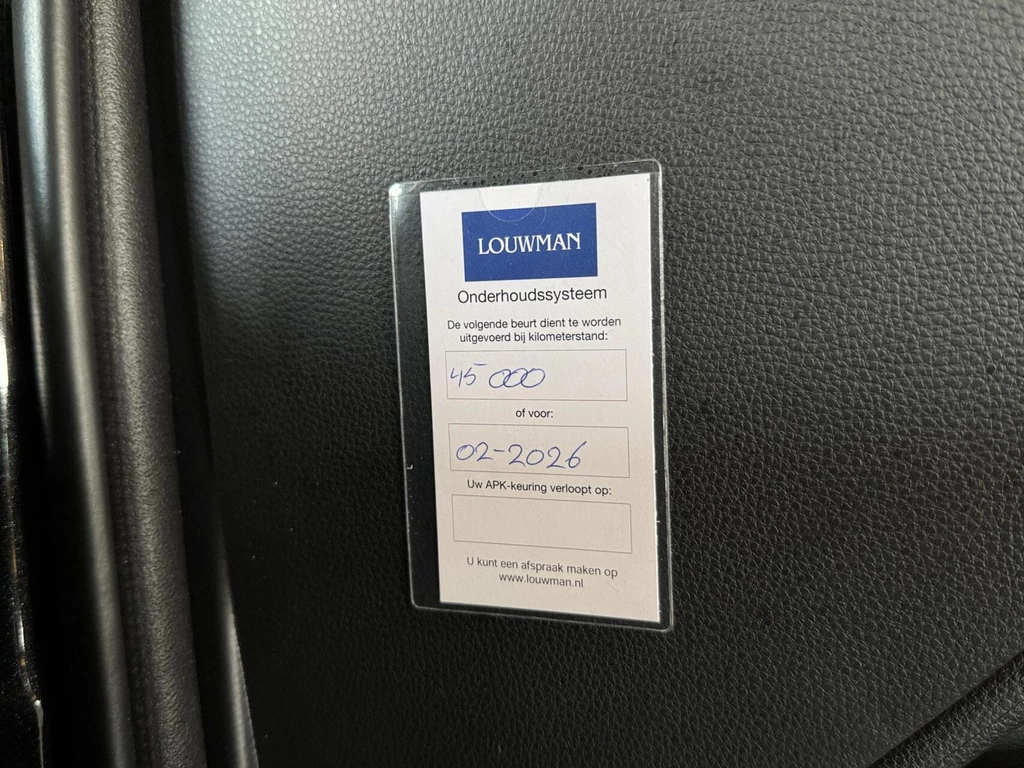 LOUWMAN
Onderhoudssysteem
De volgende beurt dient te worden
uitgevoerd bij kilometerstand:
45 000
of voor:
02-2026
Uw APK-keuring verloopt op:
U kunt een afspraak maken op
www.louwman.nl